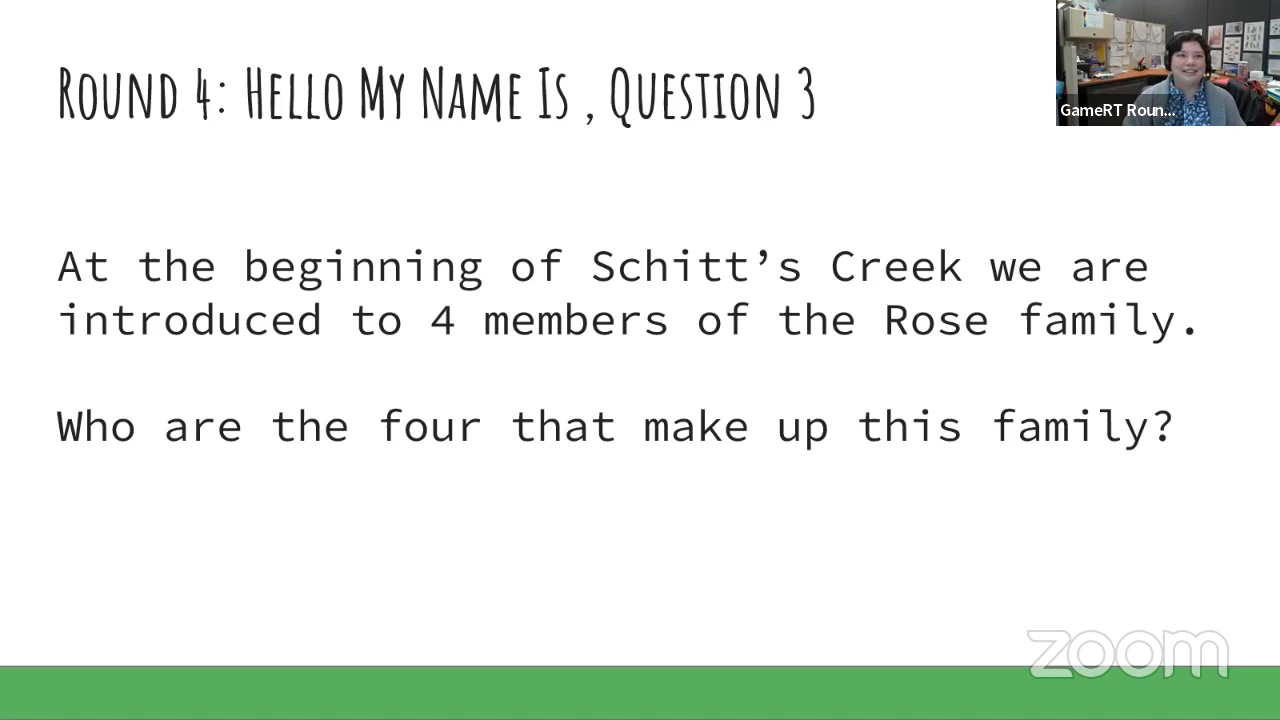 Round 4: Hello My Name Is , Question 3
GameRT Roun...
At the beginning of Schitt’s Creek we are
introduced to 4 members of the Rose family.
Who are the four that make up this family?
zoom